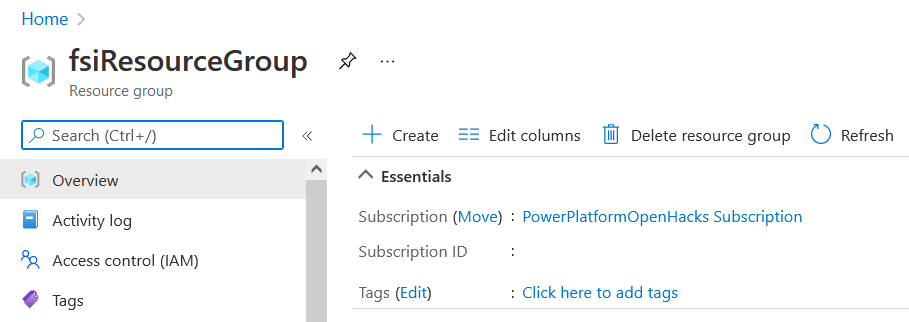 Home >
fsiResourceGroup ...
Resource group
Search (Ctrl+/) «
+ Create Edit columns Delete resource group Refresh
Overview
Activity log
Access control (IAM)
Tags
Essentials
Subscription (Move) : PowerPlatformOpenHacks Subscription
Subscription ID :
Tags (Edit) : Click here to add tags